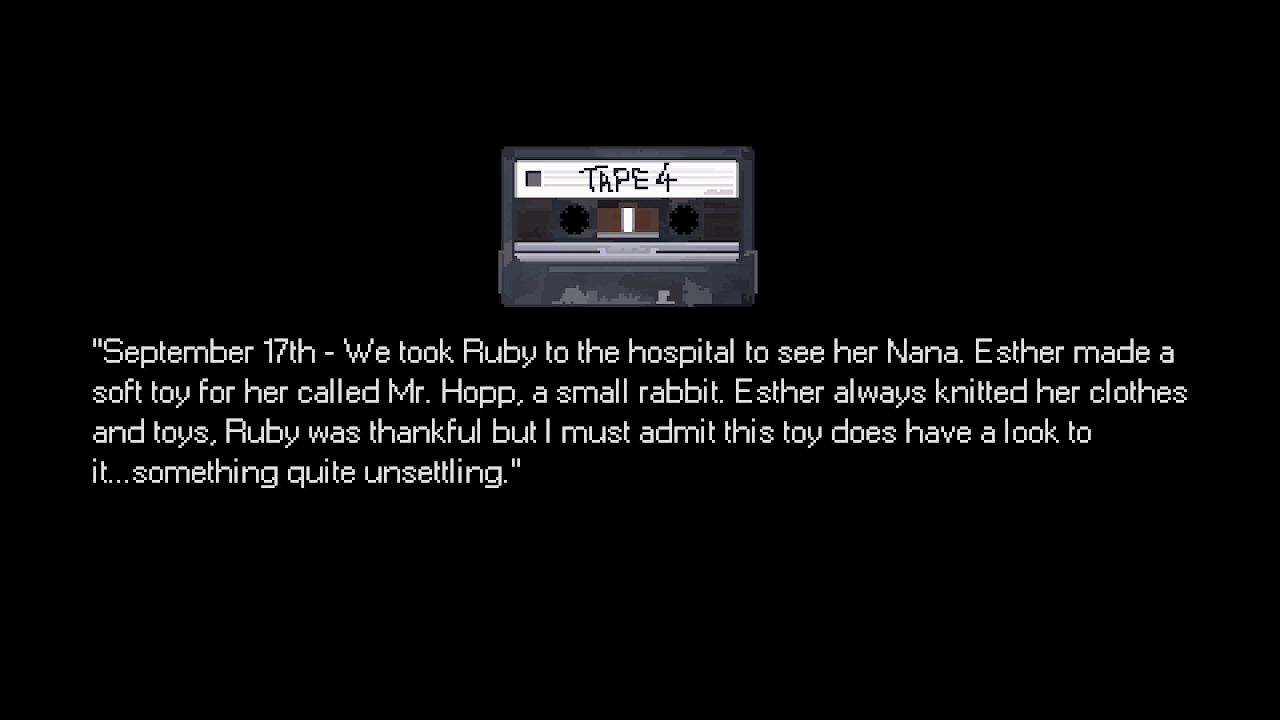 TAPE 4
"September 17th - We took Ruby to the hospital to see her Nana. Esther made a
soft toy for her called Mr. Hopp, a small rabbit. Esther always knitted her clothes
and toys, Ruby was thankful but I must admit this toy does have a look to
it...something quite unsettling."